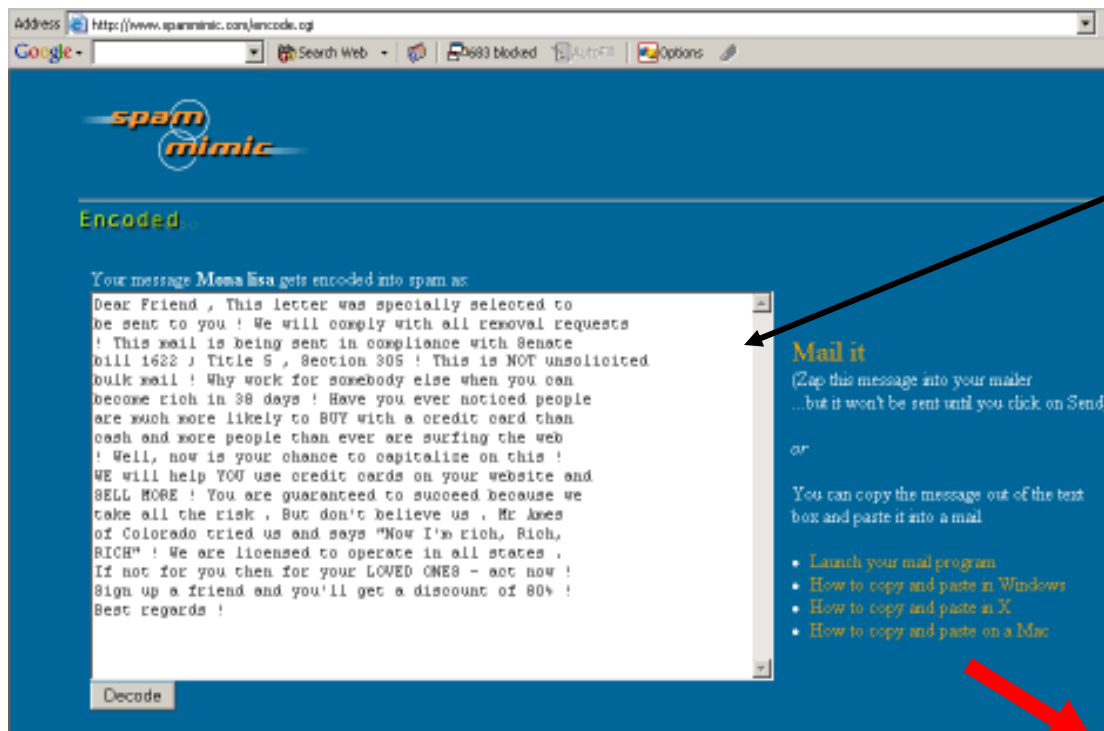 Address http://www.spammimic.com/encode.cgi
Google Search Web 683 blocked AutoFill Options
spam
mimic
Encoded...
Your message Mona lisa gets encoded into spam as:
Dear Friend , This letter was specially selected to
be sent to you ! We will comply with all removal requests
! This mail is being sent in compliance with Senate
bill 1622 ; Title 5 , Section 305 ! This is NOT unsolicited
bulk mail ! Why work for somebody else when you can
become rich in 38 days ! Have you ever noticed people
are much more likely to BUY with a credit card than
cash and more people than ever are surfing the web
! Well, now is your chance to capitalize on this !
WE will help YOU use credit cards on your website and
SELL MORE ! You are guaranteed to succeed because we
take all the risk . But don't believe us . Mr Ames
of Colorado tried us and says "Now I'm rich, Rich,
RICH" ! We are licensed to operate in all states .
If not for you then for your LOVED ONES - act now !
Sign up a friend and you'll get a discount of 80% !
Best regards !
Decode
Mail it
(Zap this message into your mailer
...but it won't be sent until you click on Send
or
You can copy the message out of the text
box and paste it into a mail
Launch your mail program
How to copy and paste in Windows
How to copy and paste in X
How to copy and paste on a Mac